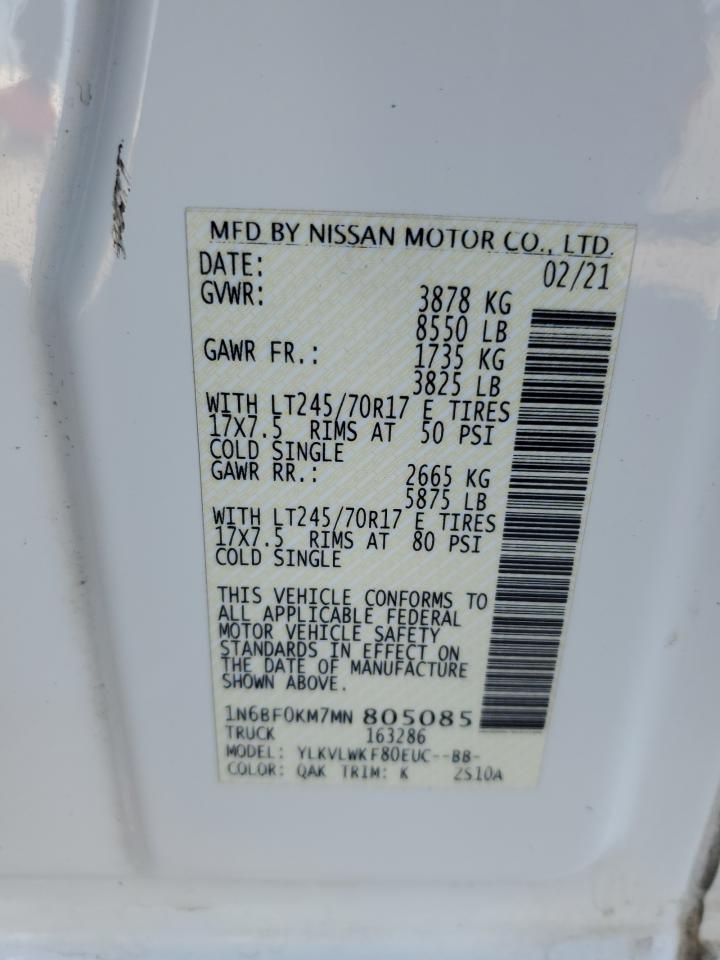 MFD BY NISSAN MOTOR CO., LTD.
DATE: 02/21
GVWR: 3878 KG
8550 LB
GAWR FR.: 1735 KG
3825 LB
WITH LT245/70R17 E TIRES
17X7.5 RIMS AT 50 PSI
COLD SINGLE
GAWR RR.: 2665 KG
5875 LB
WITH LT245/70R17 E TIRES
17X7.5 RIMS AT 80 PSI
COLD SINGLE
THIS VEHICLE CONFORMS TO
ALL APPLICABLE FEDERAL
MOTOR VEHICLE SAFETY
STANDARDS IN EFFECT ON
THE DATE OF MANUFACTURE
SHOWN ABOVE.
1N6BF0KM7MN 805085
TRUCK 163286
MODEL: YLKVLWKF80EUC--BB-
COLOR: QAK TRIM: K ZS10A